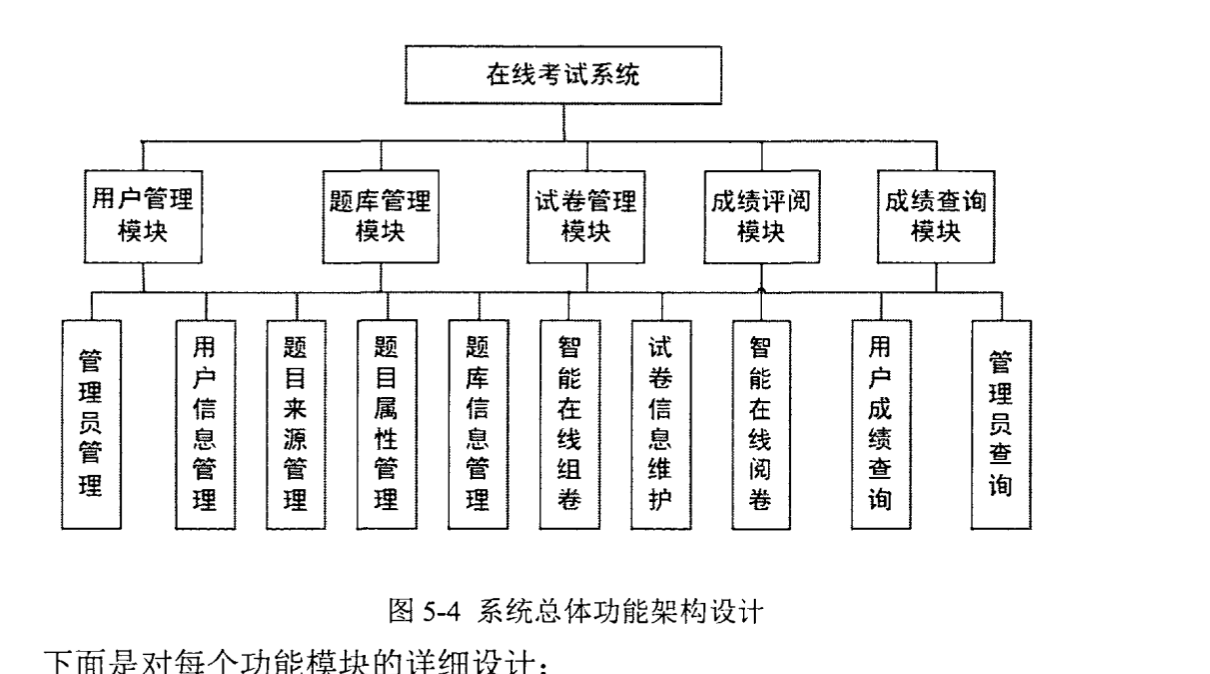 在线考试系统
用户管理
模块
题库管理
模块
试卷管理
模块
成绩评阅
模块
成绩查询
模块
管理员管理
用户信息管理
题目来源管理
题目属性管理
题库信息管理
智能在线组卷
试卷信息维护
智能在线阅卷
用户成绩查询
管理员查询
图 5-4 系统总体功能架构设计
下面是对每个功能模块的详细设计：